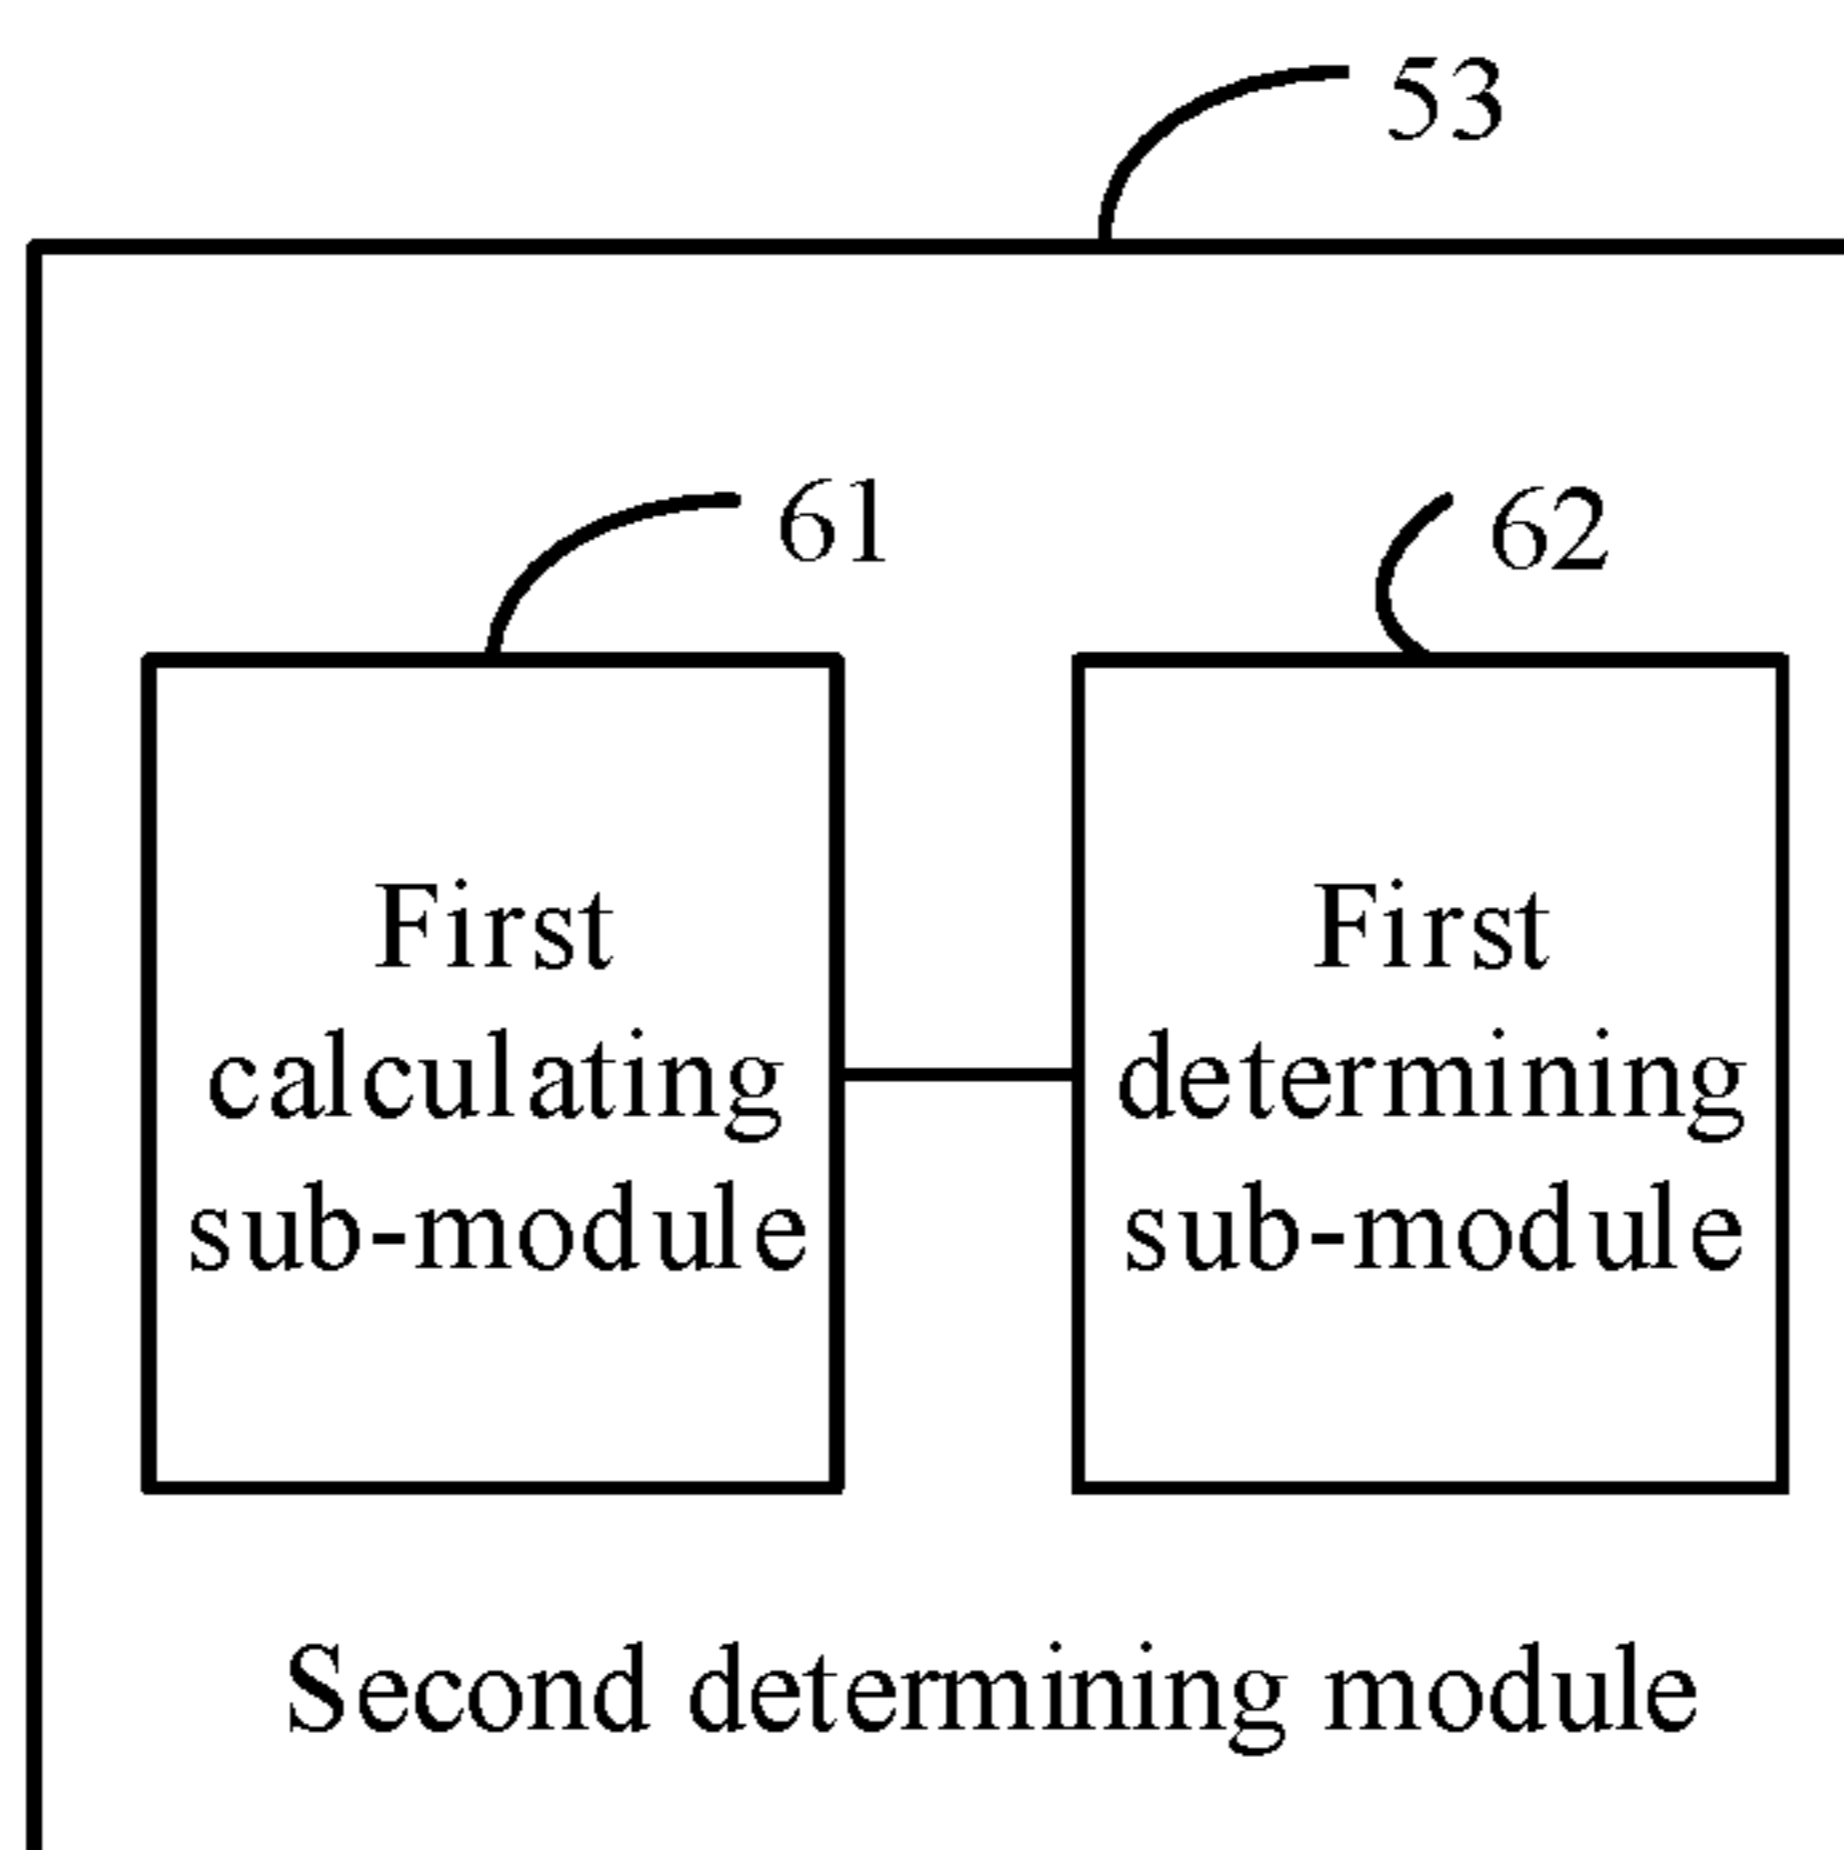 53
61
62
First
calculating
sub-module
First
determining
sub-module
Second determining module